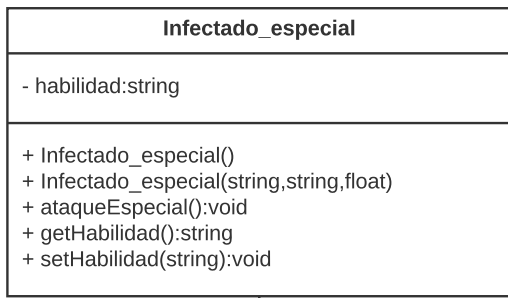 Infectado_especial
- habilidad:string
+ Infectado_especial()
+ Infectado_especial(string,string,float)
+ ataqueEspecial():void
+ getHabilidad():string
+ setHabilidad(string):void